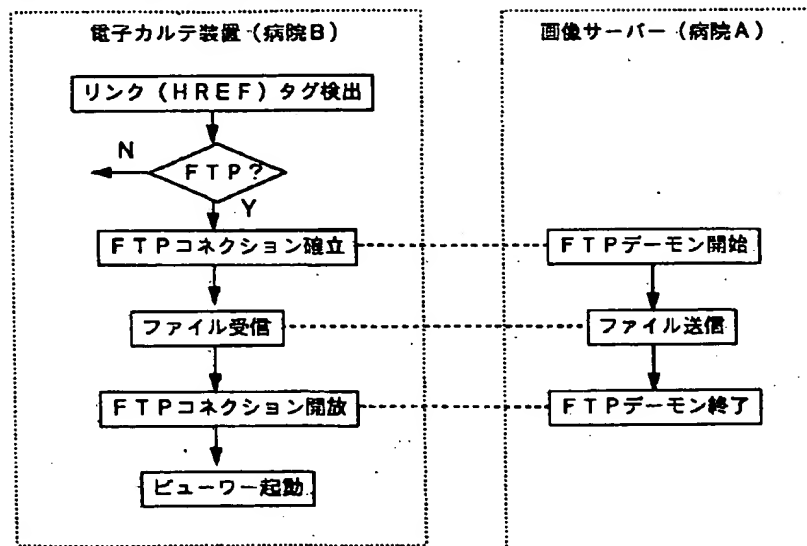 電子カルテ装置（病院B）
リンク（HREF）タグ検出
FTP？
N
Y
FTPコネクション確立
ファイル受信
FTPコネクション開放
ビューワー起動
画像サーバー（病院A）
FTPデーモン開始
ファイル送信
FTPデーモン終了